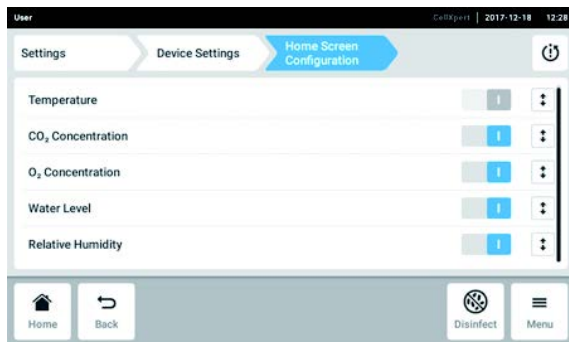 User CellXpert 2017-12-18 12:28
Settings Device Settings Home Screen
Configuration
Temperature
CO₂ Concentration
O₂ Concentration
Water Level
Relative Humidity
Home Back Disinfect Menu